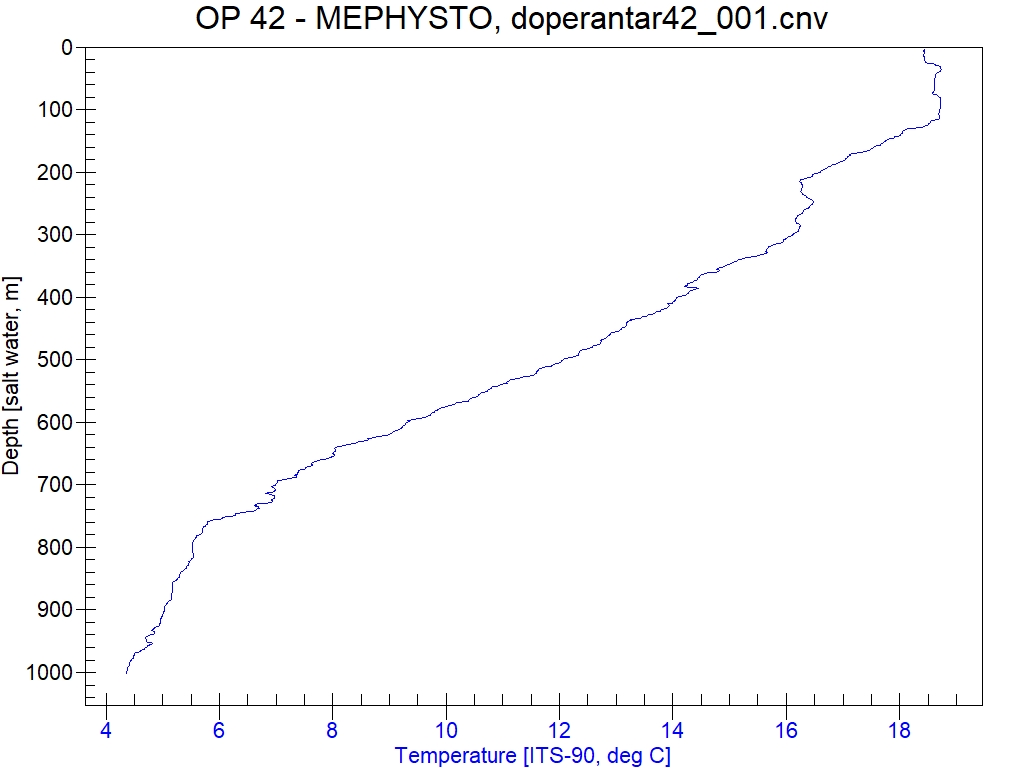 OP 42 - MEPHYSTO, doperantar42_001.cnv
0
100
200
300
400
500
600
700
800
900
1000
Depth [salt water, m]
4 6 8 10 12 14 16 18
Temperature [ITS-90, deg C]